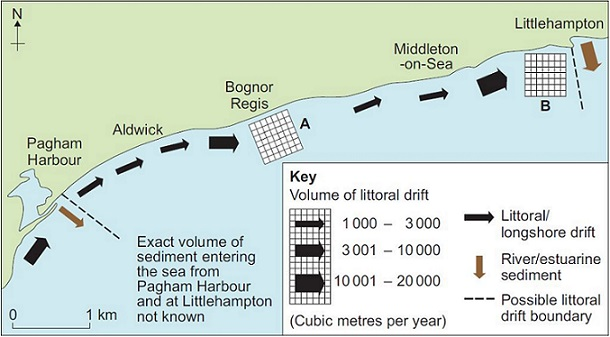 N
Littlehampton
Middleton
-on-Sea
B
Bognor
Regis
A
Aldwick
Pagham
Harbour
Exact volume of
sediment entering
the sea from
Pagham Harbour
and at Littlehampton
not known
0 1 km
Key
Volume of littoral drift
1 000 – 3 000
3 001 – 10 000
10 001 – 20 000
(Cubic metres per year)
Littoral/
longshore drift
River/estuarine
sediment
Possible littoral
drift boundary